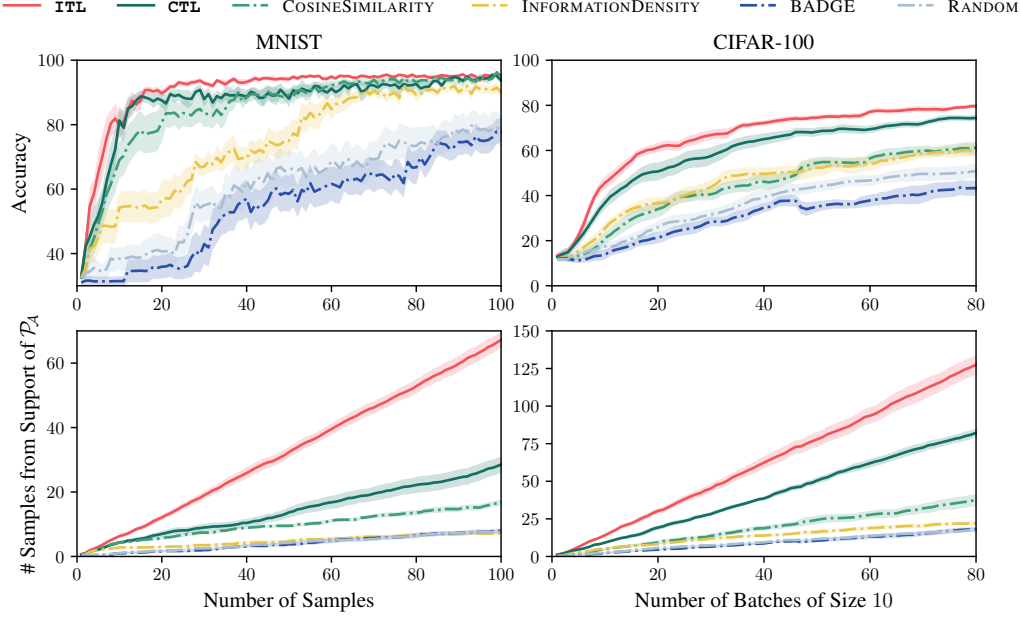 ITL CTL COSINESIMILARITY INFORMATIONDENSITY BADGE RANDOM
MNIST CIFAR-100
100 100
80 80
60 60
40 40
20
0
Accuracy
0 20 40 60 80 100 0 20 40 60 80
60 150
40 125
20 100
0 75
50
25
0
# Samples from Support of 𝒫_𝒜
0 20 40 60 80 100 0 20 40 60 80
Number of Samples Number of Batches of Size 10